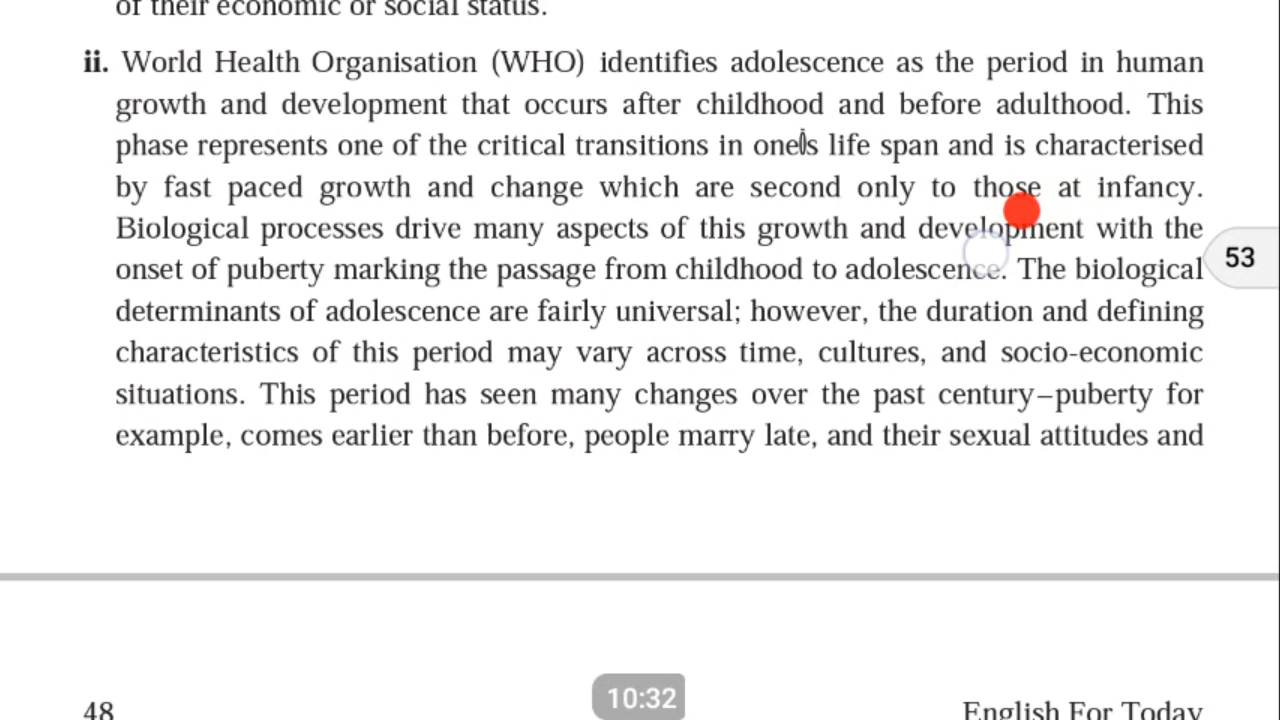 of their economic or social status.
ii. World Health Organisation (WHO) identifies adolescence as the period in human
growth and development that occurs after childhood and before adulthood. This
phase represents one of the critical transitions in one's life span and is characterised
by fast paced growth and change which are second only to those at infancy.
Biological processes drive many aspects of this growth and development with the
onset of puberty marking the passage from childhood to adolescence. The biological
53
determinants of adolescence are fairly universal; however, the duration and defining
characteristics of this period may vary across time, cultures, and socio-economic
situations. This period has seen many changes over the past century–puberty for
example, comes earlier than before, people marry late, and their sexual attitudes and
10:32
48
English For Today